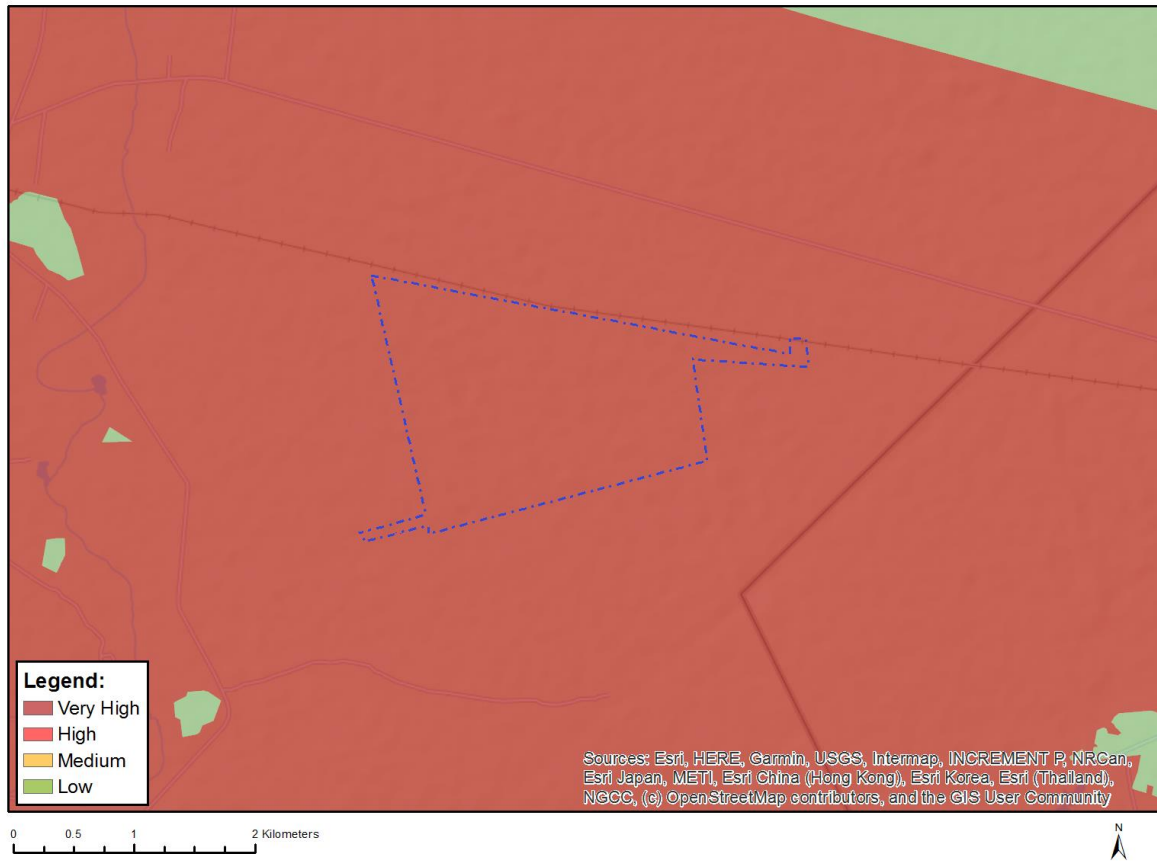 Legend:
Very High
High
Medium
Low
Sources: Esri, HERE, Garmin, USGS, Intermap, INCREMENT P, NRCan,
Esri Japan, METI, Esri China (Hong Kong), Esri Korea, Esri (Thailand),
NGCC, (c) OpenStreetMap contributors, and the GIS User Community
0 0.5 1 2 Kilometers
N